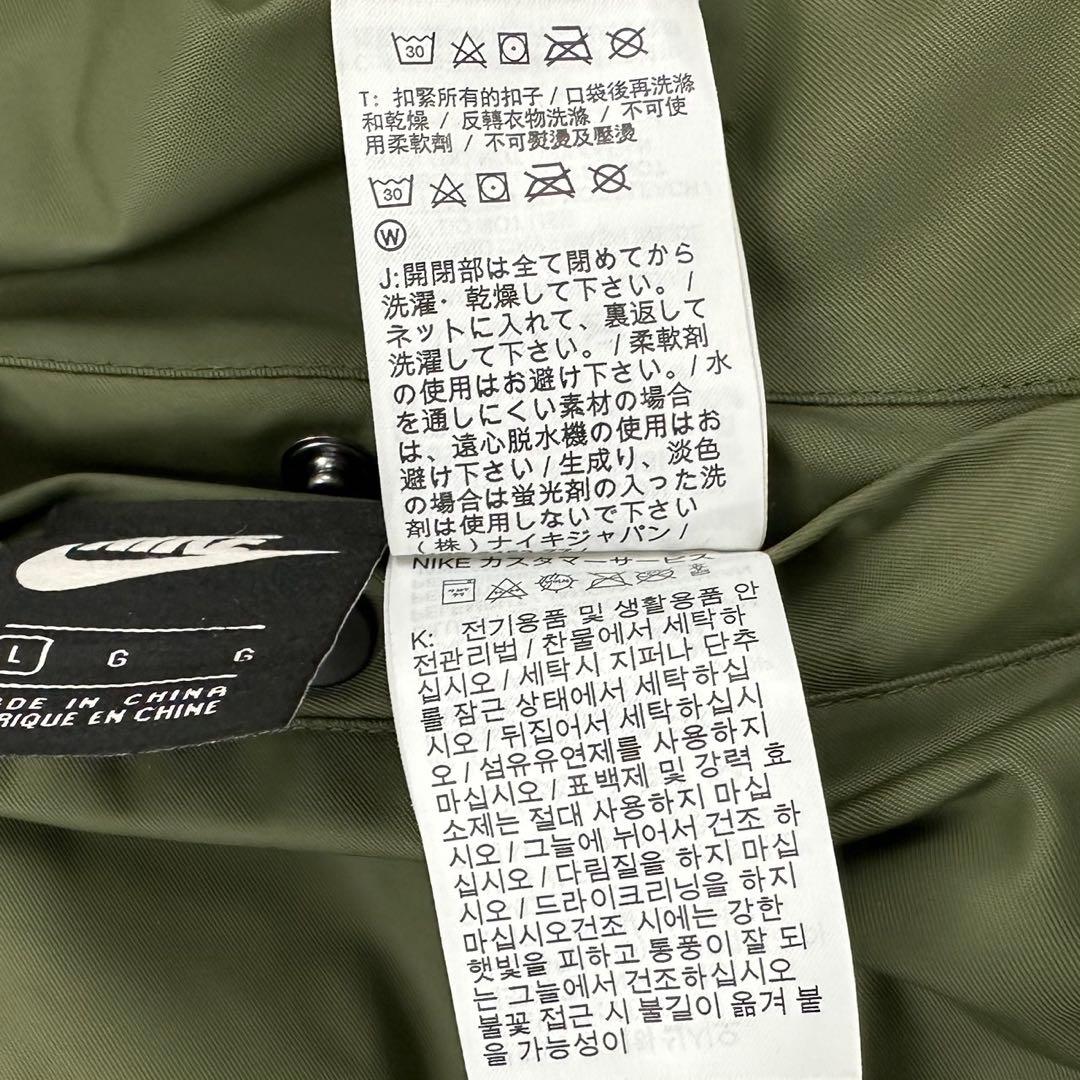 30
T: 扣緊所有的扣子 / 口袋後再洗滌
和乾燥 / 反轉衣物洗滌 / 不可使
用柔軟劑 / 不可熨燙及壓燙
30
W
J:開閉部は全て閉めてから
洗濯・乾燥して下さい。/
ネットに入れて、裏返して
洗濯して下さい。/ 柔軟剤
の使用はお避け下さい。/ 水
を通しにくい素材の場合
は、遠心脱水機の使用はお
避け下さい / 生成り、淡色
の場合は蛍光剤の入った洗
剤は使用しないで下さい
(株)ナイキジャパン /
NIKE カスタマーサービス
K: 전기용품 및 생활용품 안
전관리법 / 찬물에서 세탁하
십시오 / 세탁시 지퍼나 단추
를 잠근 상태에서 세탁하십
시오 / 뒤집어서 세탁하십시
오 / 섬유유연제를 사용하지
마십시오 / 표백제 및 강력 효
소제는 절대 사용하지 마십
시오 / 그늘에 뉘어서 건조 하
십시오 / 다림질을 하지 마십
시오 / 드라이크리닝을 하지
마십시오건조 시에는 강한
햇빛을 피하고 통풍이 잘 되
는 그늘에서 건조하십시오
불꽃 접근 시 불길이 옮겨 붙
을 가능성이
NIKE
L G G
MADE IN CHINA
FABRIQUE EN CHINE